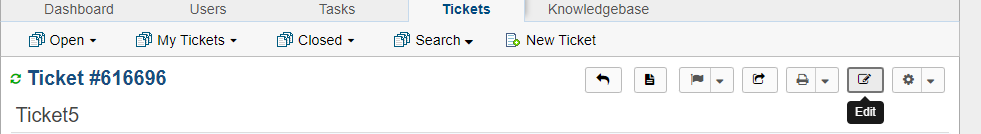 Dashboard Users Tasks Tickets Knowledgebase
Open My Tickets Closed Search New Ticket
Ticket #616696
Edit
Ticket5